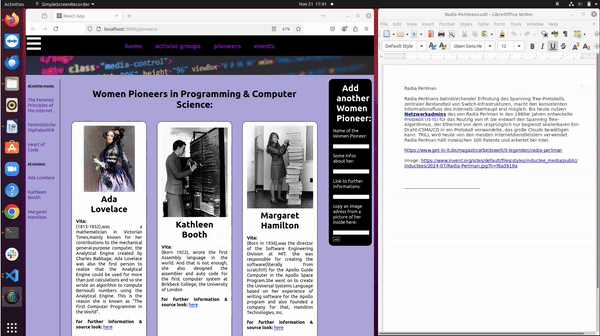 Activities
SimpleScreenRecorder
Nov 21 17:41
React App
localhost:3000/pioneers
home activist groups pioneers events
class="media-control">
The Feminist
Principles of
the Internet
Feministische
Digitalpolitik
Heart of
Code
Ada
Lovelace
Kathleen
Booth
Margaret
Hamilton
Women Pioneers in Programming & Computer
Science:
Ada
Lovelace
Vita:
(1815-1852),was a
mathematician in Victorian
Times,mainly known for her
contributions to the mechanical
general-purpose computer, the
Analytical Engine created by
Charles Babbage, Ada Lovelace
was also the first person to
realize that the Analytical
Engine could be used for more
than just calculations and so she
wrote an algorithm to compute
Bernoulli numbers using the
Analytic Engine. This is the
reason she is known as "The
First Computer Programmer in
the World".
for further information &
source look: here
Kathleen
Booth
Vita:
(Born 1922), wrote the first
Assembly language in the
world. And that is not enough,
she also designed the
assembler and auto code for
the first computer system at
Birkbeck College, the University
of London
for further information &
source look: here
Margaret
Hamilton
Vita:
(Born in 1936),was the director
of the Software Engineering
Division at MIT. She was
responsible for creating the
software(literally from
scratch!!) for the Apollo Guide
Computer in the Apollo Space
Program.She went on to create
the Universal Systems Language
based on her experience of
writing software for the Apollo
program and also founded a
company for that, Hamilton
Technologies, Inc.
for further information &
source look: here
Add
another
Women
Pioneer:
Name of the
Women Pioneer:
Some Infos
about her:
Link to further
informations:
copy an image
adress from a
picture of her
inside here:
Radia Perlmans.odt - LibreOffice Writer
File Edit View Insert Format Styles Table Form Tools
Default Style
Open Sans;He
12
Radia Perlman
Radia Perlmans bahnbrechende Erfindung des Spanning Tree-Protokolls,
zentraler Bestandteil von Switch-Infrastrukturen, macht den konsistenten
Informationsfluss des Internets überhaupt erst möglich. Bis heute nutzen
Netzwerkadmins das von Radia Perlman in den 1980er Jahren entwickelte
Protokoll (IS-IS) für das Routing von IP. Sie entwarf den Spanning Tree-
Algorithmus, der Ethernet von dem ursprünglich nur begrenzt skalierbaren Ein-
Draht-CSMA/CD in ein Protokoll verwandelte, das große Clouds bewältigen
kann. TRILL wird heute von den meisten Internetdienstleistern verwendet.
Radia Perlman hält inzwischen 100 Patente und arbeitet bei Intel.
https://www.get-in-it.de/magazin/arbeitswelt/it-legenden/radia-perlman
image: https://www.invent.org/sites/default/files/styles/inductee_media/public/
inductees/2024-07/Radia-Perlman.jpg?h=f6a3919a